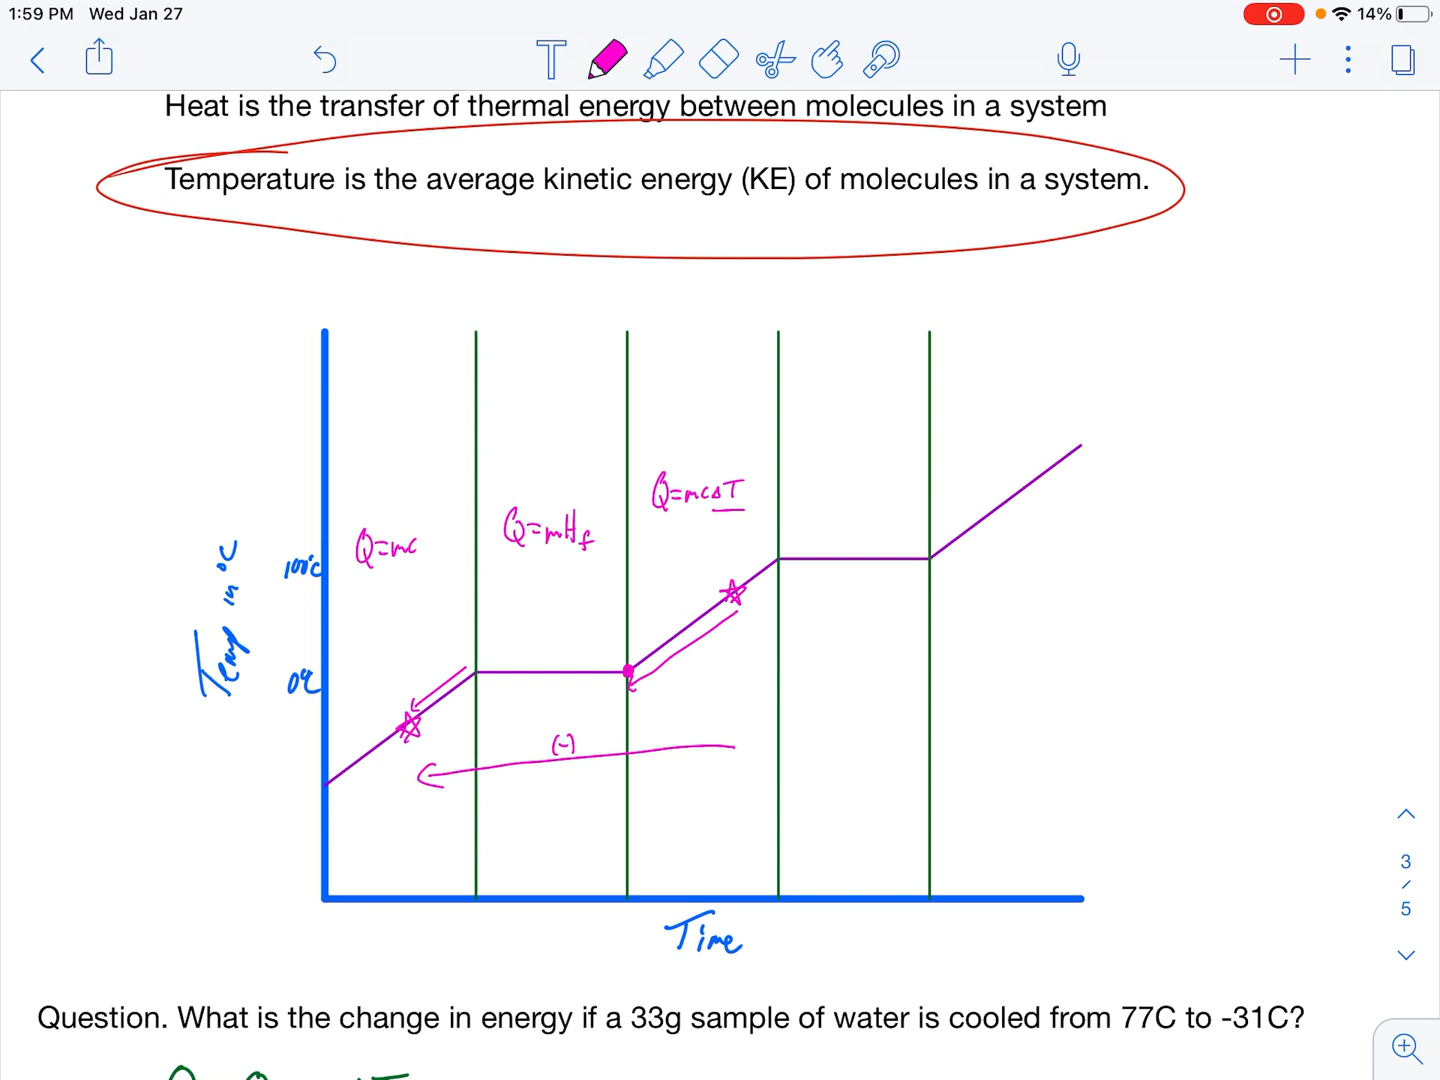 1:59 PM Wed Jan 27
14%
T
Heat is the transfer of thermal energy between molecules in a system
Temperature is the average kinetic energy (KE) of molecules in a system.
Q=mcΔT
Q=mHf
Q=mc
Temp in °C
100°C
0°C
(-)
3
/
5
Time
Question. What is the change in energy if a 33g sample of water is cooled from 77C to -31C?